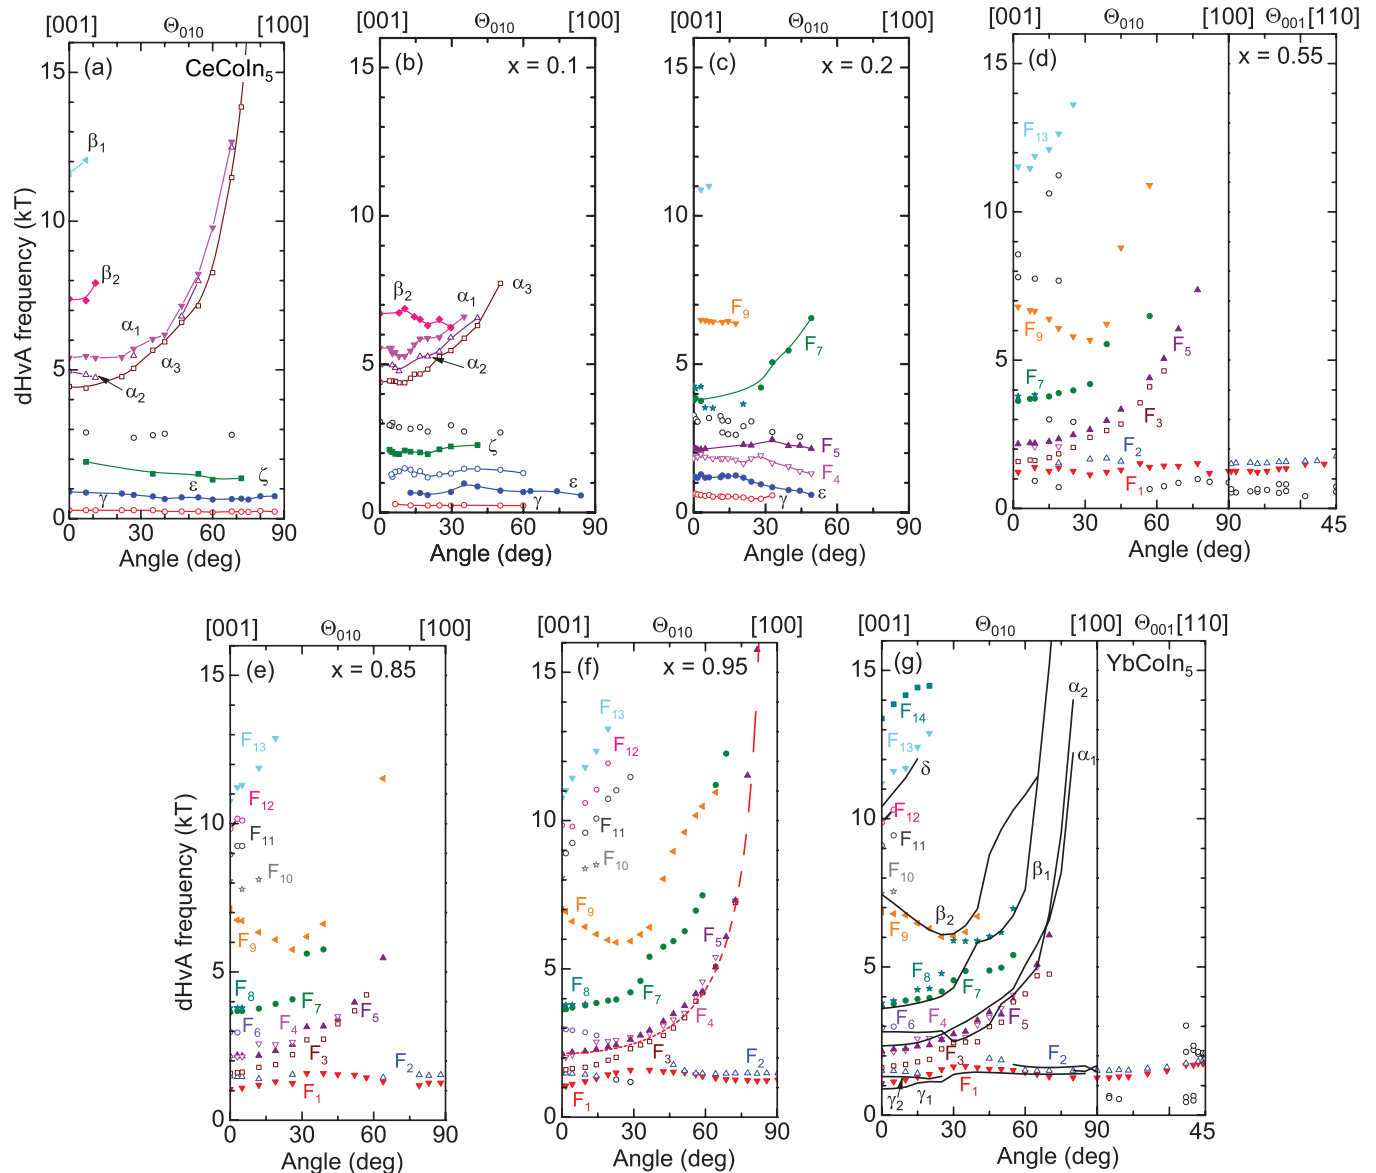 [001] Θ010 [100]
(a) CeCoIn5
β1
β2
α1
α3
α2
ζ
ε
γ
15
10
5
0
0 30 60 90
Angle (deg)
dHvA frequency (kT)
[001] Θ010 [100]
(b) x = 0.1
β2
α1
α3
α2
ζ
ε
γ
15
10
5
0
0 30 60 90
Angle (deg)
[001] Θ010 [100]
(c) x = 0.2
F9
F7
F5
F4
ε
γ
15
10
5
0
0 30 60 90
Angle (deg)
[001] Θ010 [100] Θ001 [110]
(d) x = 0.55
F13
F9
F7
F5
F3
F2
F1
15
10
5
0
0 30 60 90 45
Angle (deg)
[001] Θ010 [100]
(e) x = 0.85
F13
F12
F11
F10
F9
F8
F7
F6
F4
F5
F3
F2
F1
15
10
5
0
0 30 60 90
Angle (deg)
dHvA frequency (kT)
[001] Θ010 [100]
(f) x = 0.95
F13
F12
F11
F10
F9
F8
F7
F5
F4
F3
F2
F1
15
10
5
0
0 30 60 90
Angle (deg)
[001] Θ010 [100] Θ001 [110]
(g) YbCoIn5
F14
F13
δ
F12
F11
F10
F9
β2
β1
α2
α1
F8
F7
F6
F4
F5
F3
F2
F1
γ2
γ1
15
10
5
0
0 30 60 90 45
Angle (deg)